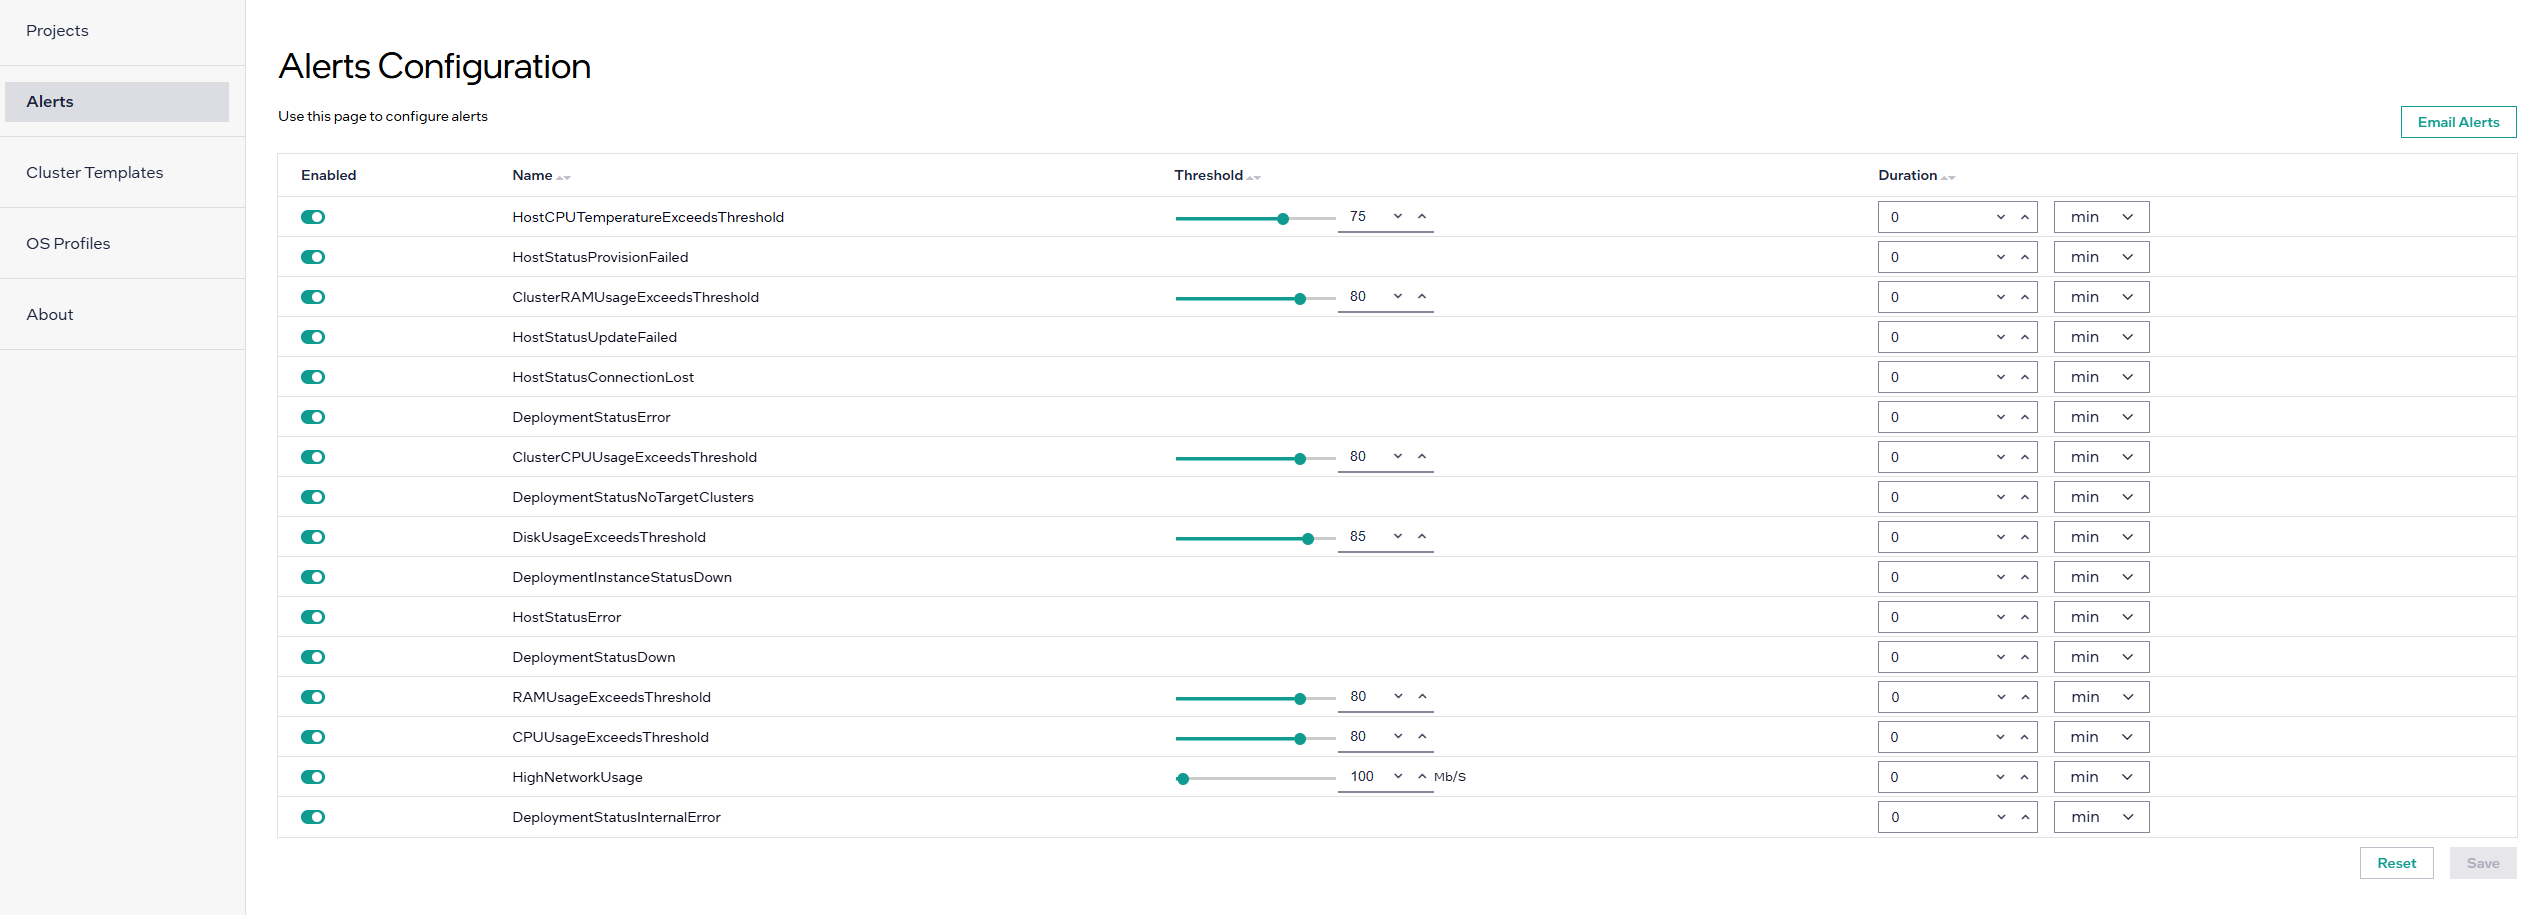 Projects
Alerts
Cluster Templates
OS Profiles
About
Alerts Configuration
Use this page to configure alerts
Email Alerts
Enabled Name Threshold Duration
HostCPUTemperatureExceedsThreshold 75 0 min
HostStatusProvisionFailed 0 min
ClusterRAMUsageExceedsThreshold 80 0 min
HostStatusUpdateFailed 0 min
HostStatusConnectionLost 0 min
DeploymentStatusError 0 min
ClusterCPUUsageExceedsThreshold 80 0 min
DeploymentStatusNoTargetClusters 0 min
DiskUsageExceedsThreshold 85 0 min
DeploymentInstanceStatusDown 0 min
HostStatusError 0 min
DeploymentStatusDown 0 min
RAMUsageExceedsThreshold 80 0 min
CPUUsageExceedsThreshold 80 0 min
HighNetworkUsage 100 Mb/S 0 min
DeploymentStatusInternalError 0 min
Reset Save